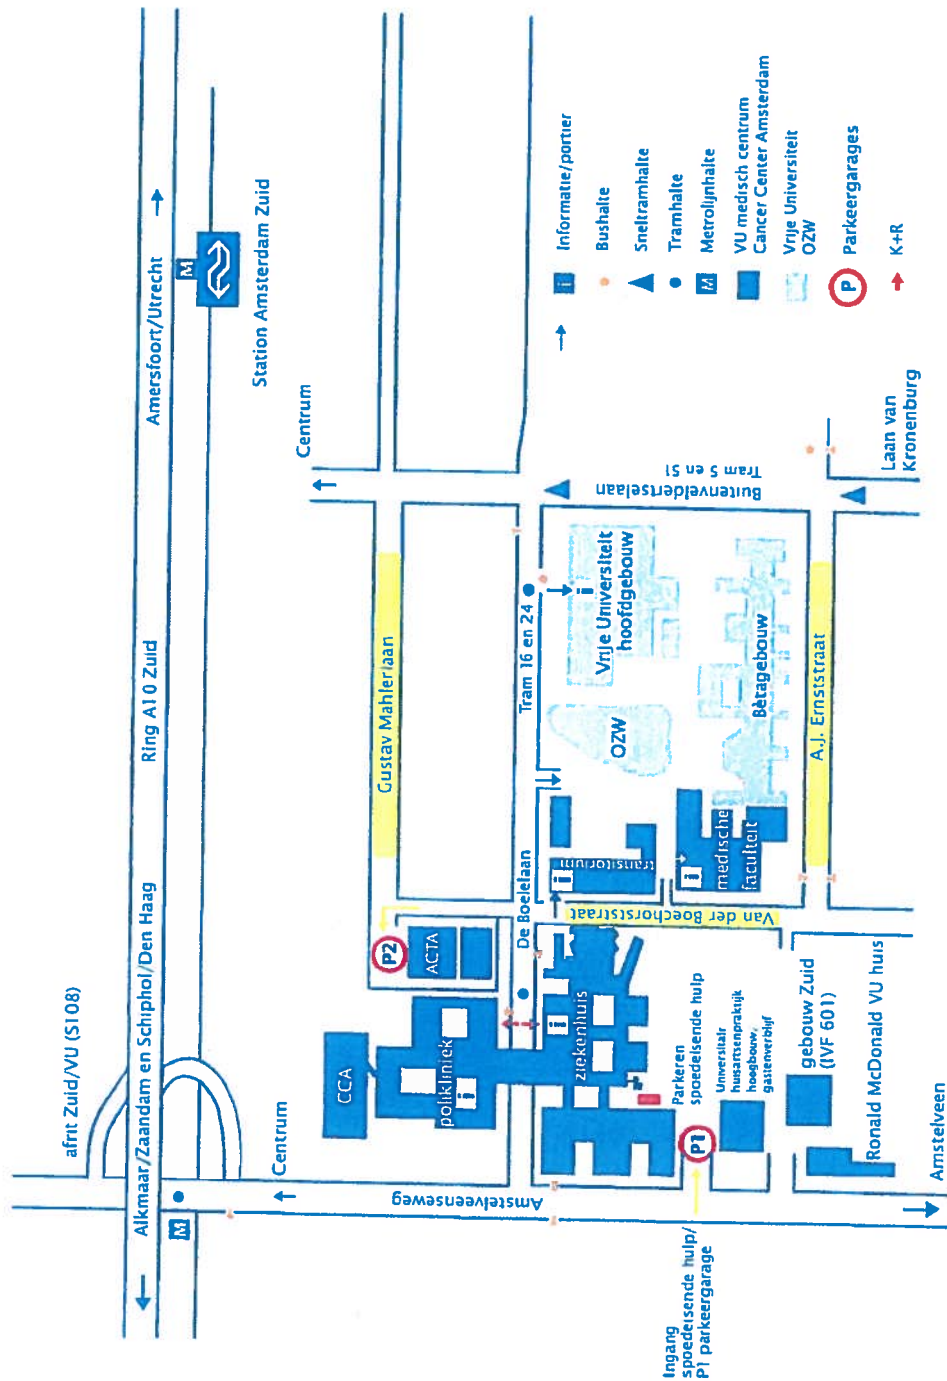 afrit Zuid/VU (S108)
Alkmaar/Zaandam en Schiphol/Den Haag
Ring A10 Zuid
Amersfoort/Utrecht
M
M
Station Amsterdam Zuid
Centrum
Centrum
Gustav Mahlerlaan
P2
ACTA
CCA
polikliniek
i
Amstelveenseweg
De Boelelaan
Tram 16 en 24
Buitenveldertselaan
Tram 5 en 51
i
ziekenhuis
i
transitorium
i
medische
faculteit
OZW
i
Vrije Universiteit
hoofdgebouw
Bètagebouw
Van der Boechorststraat
A.J. Ernststraat
Laan van
Kronenburg
Parkeren
spoedeisende hulp
P1
Universitair
huisartsenpraktijk
hoogbouw,
gastenverblijf
gebouw Zuid
(IVF 601)
Ronald McDonald VU huis
Amstelveen
Ingang
spoedeisende hulp/
P1 parkeergarage
i Informatie/portier
Bushalte
Sneltramhalte
Tramhalte
M Metrolijnhalte
VU medisch centrum
Cancer Center Amsterdam
Vrije Universiteit
OZW
P Parkeergarages
K+R